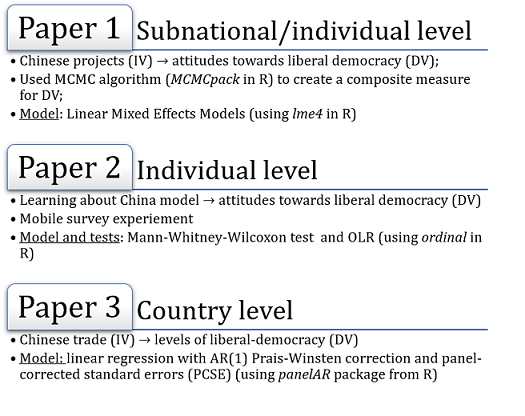 Paper 1 Subnational/individual level
• Chinese projects (IV) → attitudes towards liberal democracy (DV);
• Used MCMC algorithm (MCMCpack in R) to create a composite measure
for DV;
• Model: Linear Mixed Effects Models (using lme4 in R)
Paper 2 Individual level
• Learning about China model → attitudes towards liberal democracy (DV)
• Mobile survey experiement
• Model and tests: Mann-Whitney-Wilcoxon test and OLR (using ordinal in
R)
Paper 3 Country level
• Chinese trade (IV) → levels of liberal-democracy (DV)
• Model: linear regression with AR(1) Prais-Winsten correction and panel-
corrected standard errors (PCSE) (using panelAR package from R)